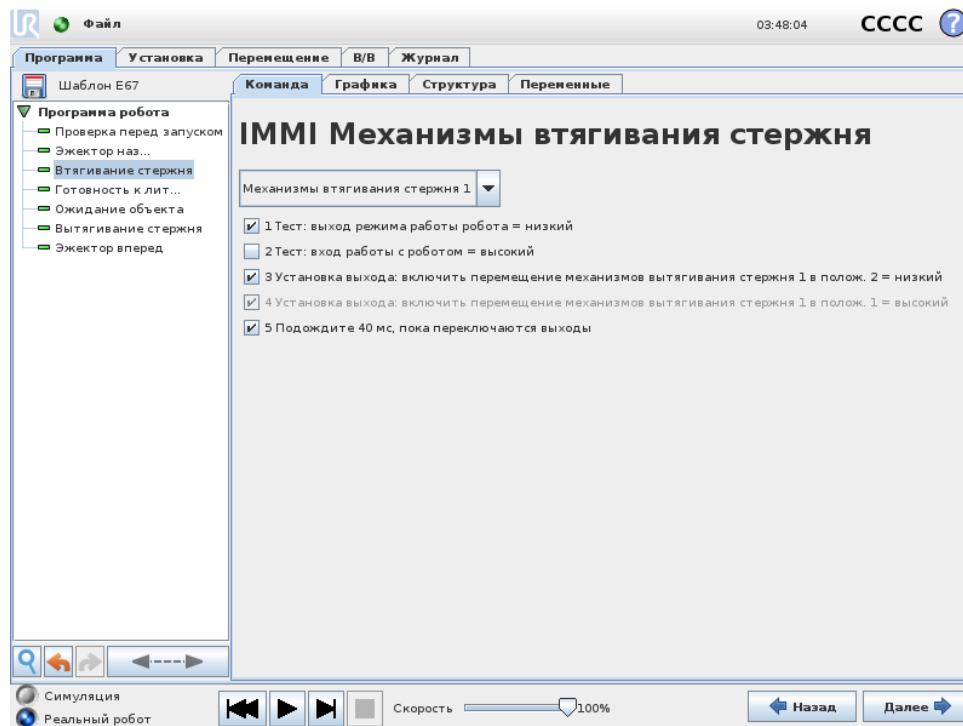 UR
Файл
03:48:04
CCCC
?
Программа
Установка
Перемещение
В/В
Журнал
Шаблон E67
Команда
Графика
Структура
Переменные
Программа робота
Проверка перед запуском
Эжектор наз...
Втягивание стержня
Готовность к лит...
Ожидание объекта
Вытягивание стержня
Эжектор вперед
IMMI Механизмы втягивания стержня
Механизмы втягивания стержня 1
1 Тест: выход режима работы робота = низкий
2 Тест: вход работы с роботом = высокий
3 Установка выхода: включить перемещение механизмов вытягивания стержня 1 в полож. 2 = низкий
4 Установка выхода: включить перемещение механизмов вытягивания стержня 1 в полож. 1 = высокий
5 Подождите 40 мс, пока переключаются выходы
Симуляция
Реальный робот
Скорость
100%
Назад
Далее